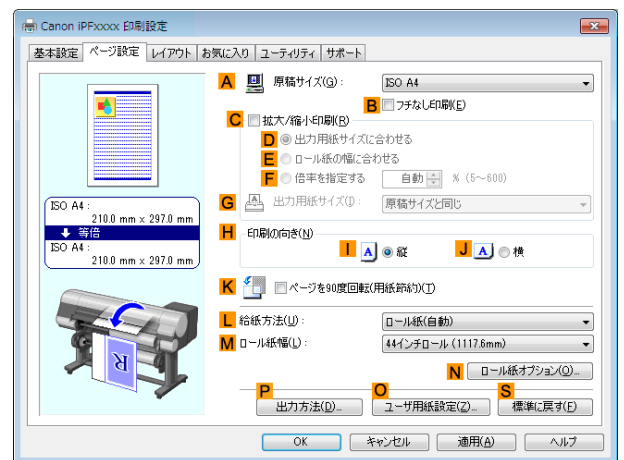 Canon iPFxxxx 印刷設定
基本設定 ページ設定 レイアウト お気に入り ユーティリティ サポート
A 原稿サイズ(G): ISO A4
B フチなし印刷(E)
C 拡大/縮小印刷(R)
D 出力用紙サイズに合わせる
E ロール紙の幅に合わせる
F 倍率を指定する 自動 % (5~600)
G 出力用紙サイズ(I): 原稿サイズと同じ
ISO A4:
210.0 mm x 297.0 mm
等倍
ISO A4:
210.0 mm x 297.0 mm
H 印刷の向き(N)
I A 縦 J A 横
K ページを90度回転(用紙節約)(T)
L 給紙方法(U): ロール紙(自動)
M ロール紙幅(L): 44インチロール (1117.6mm)
R
N ロール紙オプション(O)...
P O S
出力方法(D)... ユーザ用紙設定(Z)... 標準に戻す(F)
OK キャンセル 適用(A) ヘルプ